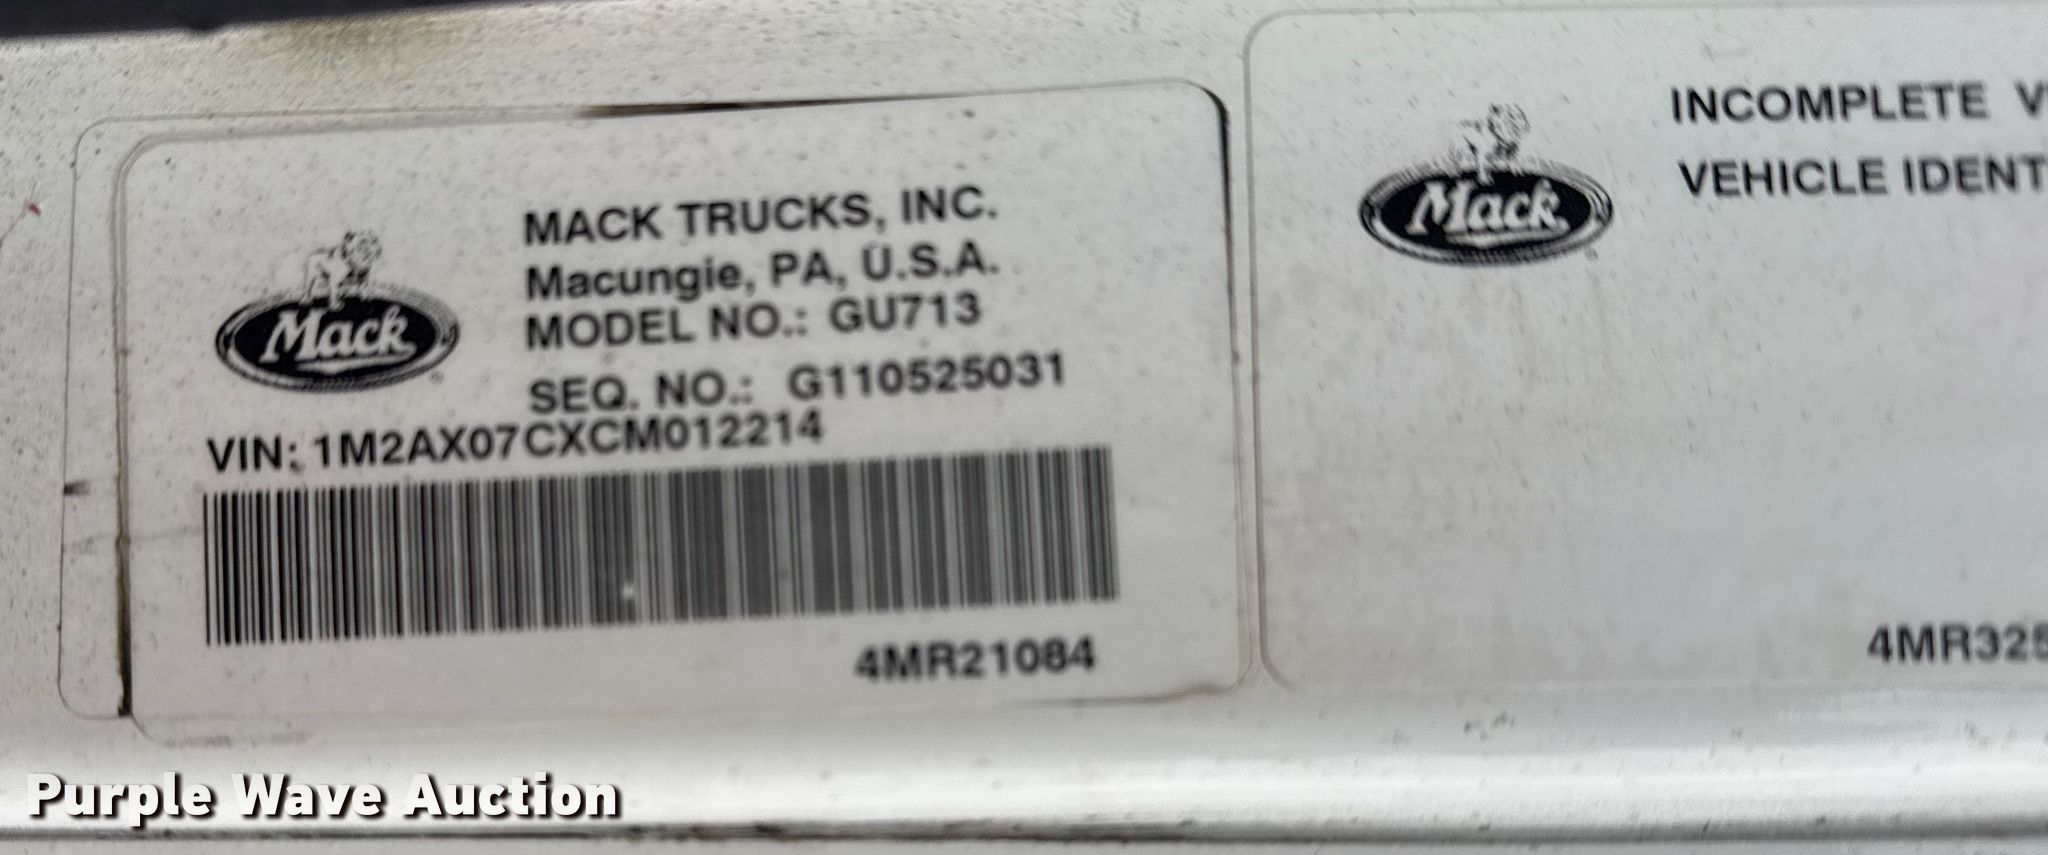 Mack
MACK TRUCKS, INC.
Macungie, PA, U.S.A.
MODEL NO.: GU713
SEQ. NO.: G110525031
VIN: 1M2AX07CXCM012214
4MR21084
Mack
INCOMPLETE V
VEHICLE IDENT
4MR325
Purple Wave Auction